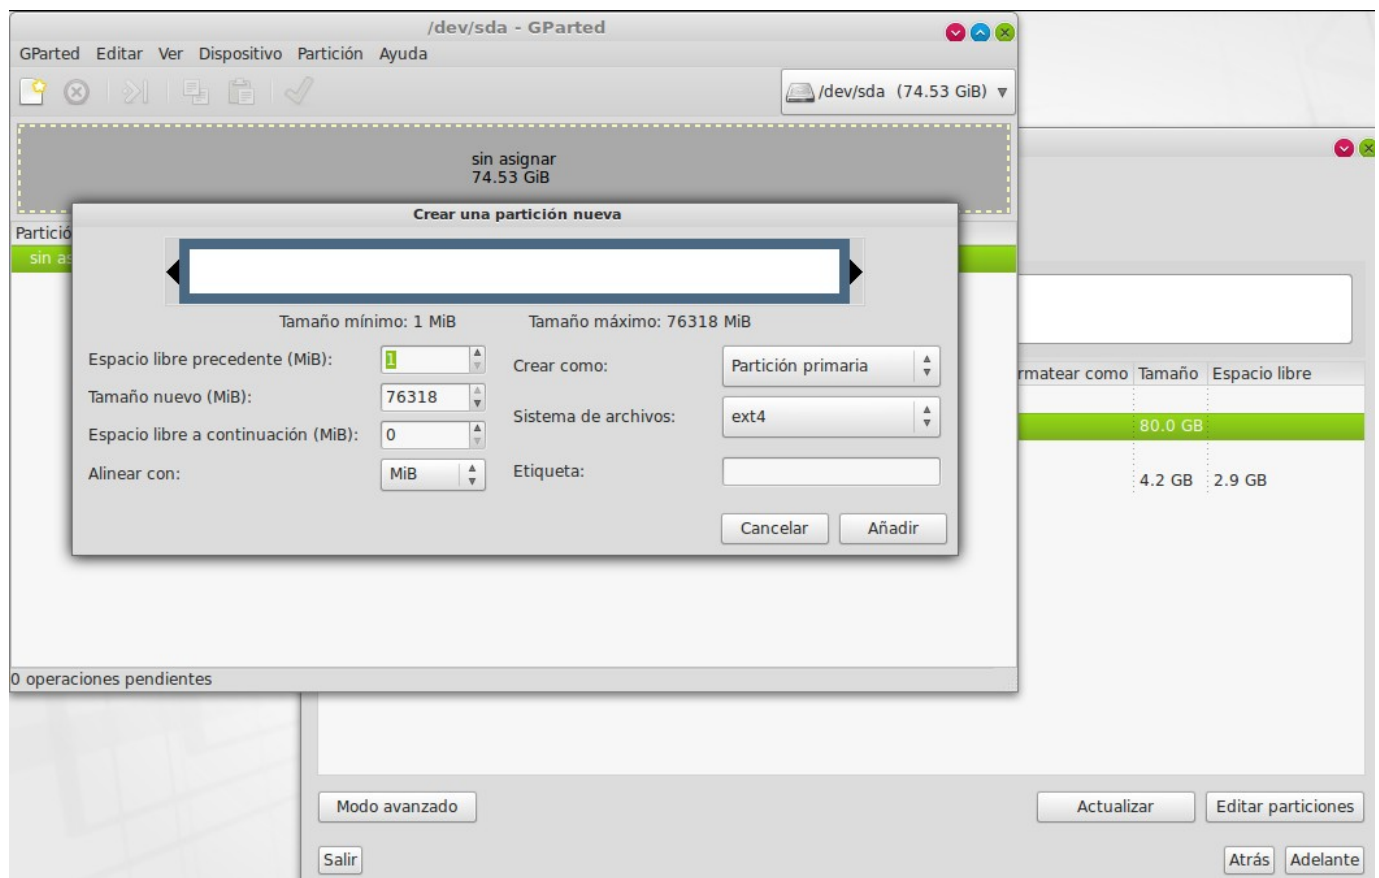 /dev/sda - GParted
GParted Editar Ver Dispositivo Partición Ayuda
/dev/sda (74.53 GiB)
sin asignar
74.53 GiB
Crear una partición nueva
Tamaño mínimo: 1 MiB Tamaño máximo: 76318 MiB
Espacio libre precedente (MiB): 1
Crear como: Partición primaria
Tamaño nuevo (MiB): 76318
Sistema de archivos: ext4
Espacio libre a continuación (MiB): 0
Alinear con: MiB
Etiqueta:
Cancelar Añadir
0 operaciones pendientes
Tamaño Espacio libre
80.0 GB
4.2 GB 2.9 GB
Modo avanzado Actualizar Editar particiones
Salir Atrás Adelante